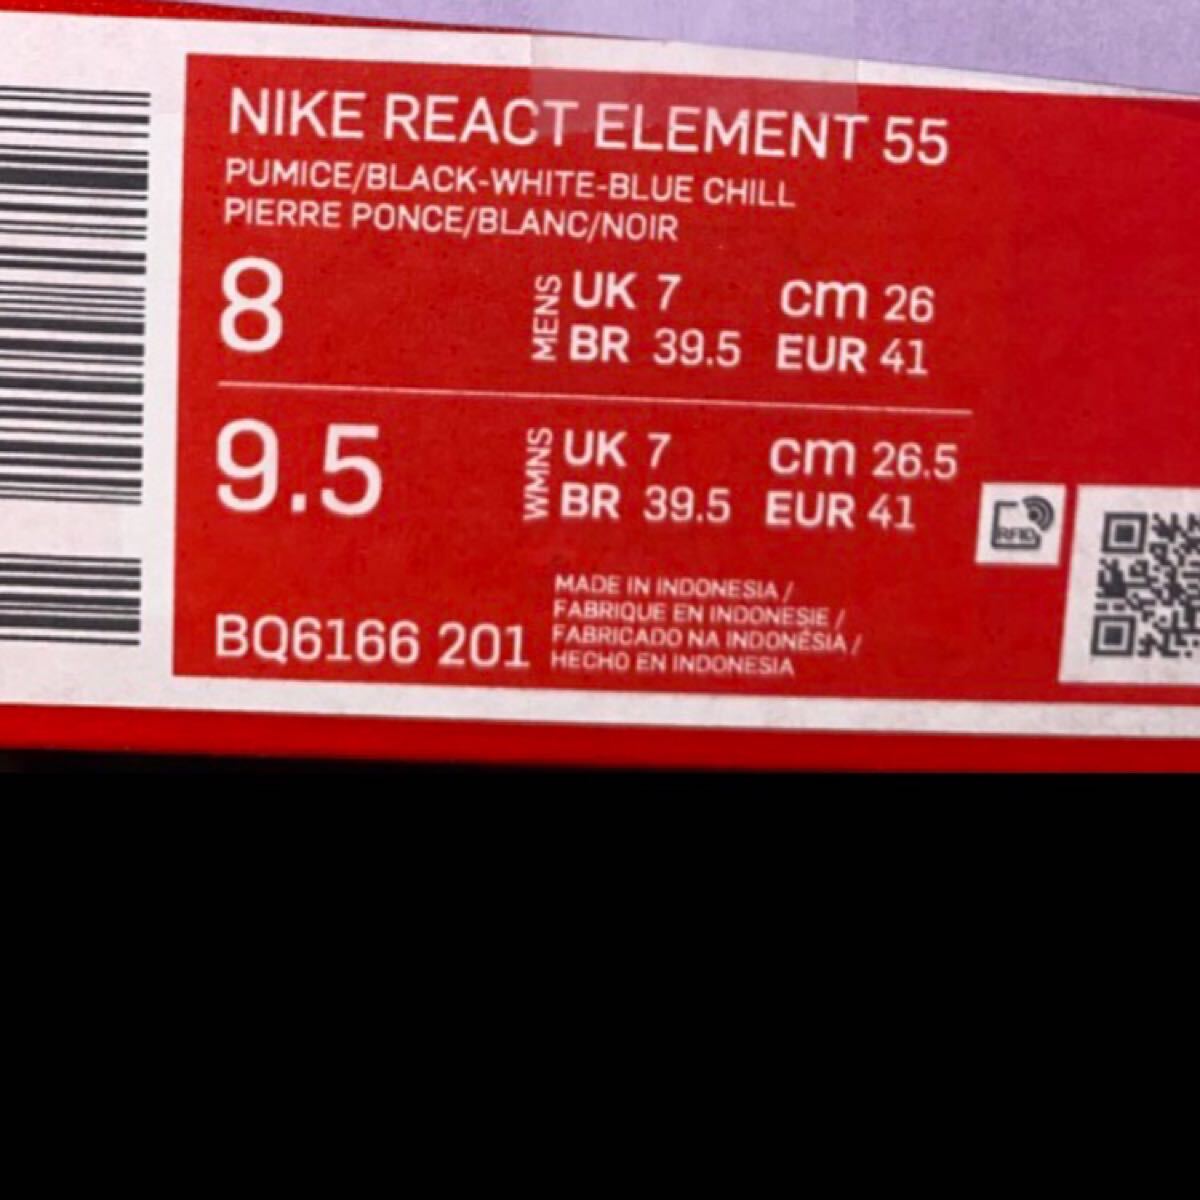 NIKE REACT ELEMENT 55
PUMICE/BLACK-WHITE-BLUE CHILL
PIERRE PONCE/BLANC/NOIR
8 MENS UK 7 cm 26
BR 39.5 EUR 41
9.5 WMNS UK 7 cm 26.5
BR 39.5 EUR 41
RFID
MADE IN INDONESIA /
FABRIQUE EN INDONESIE /
FABRICADO NA INDONÉSIA /
HECHO EN INDONESIA
BQ6166 201